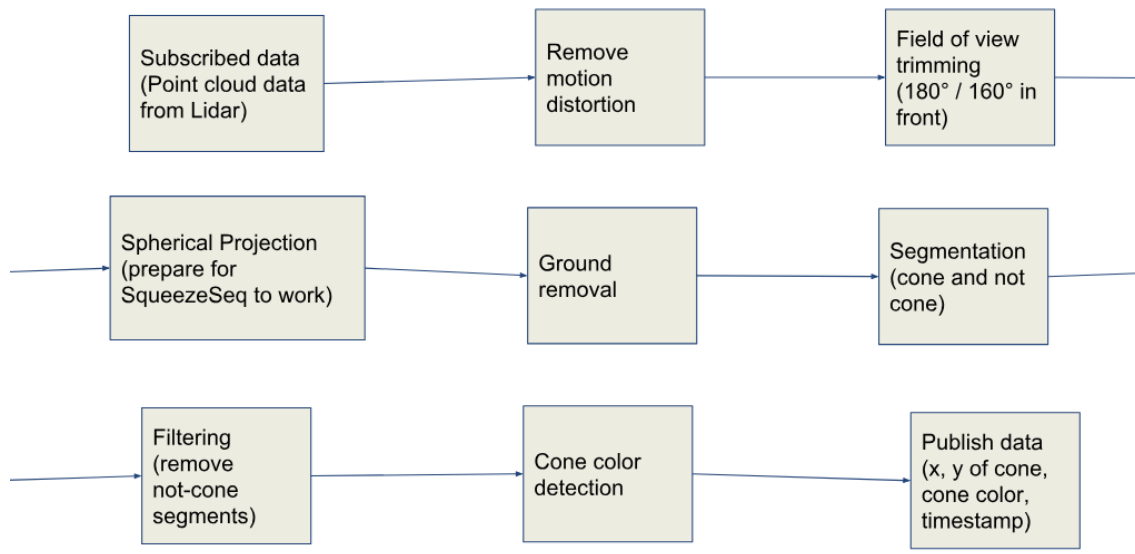 Subscribed data
(Point cloud data
from Lidar)
Remove
motion
distortion
Field of view
trimming
(180° / 160° in
front)
Spherical Projection
(prepare for
SqueezeSeq to work)
Ground
removal
Segmentation
(cone and not
cone)
Filtering
(remove
not-cone
segments)
Cone color
detection
Publish data
(x, y of cone,
cone color,
timestamp)